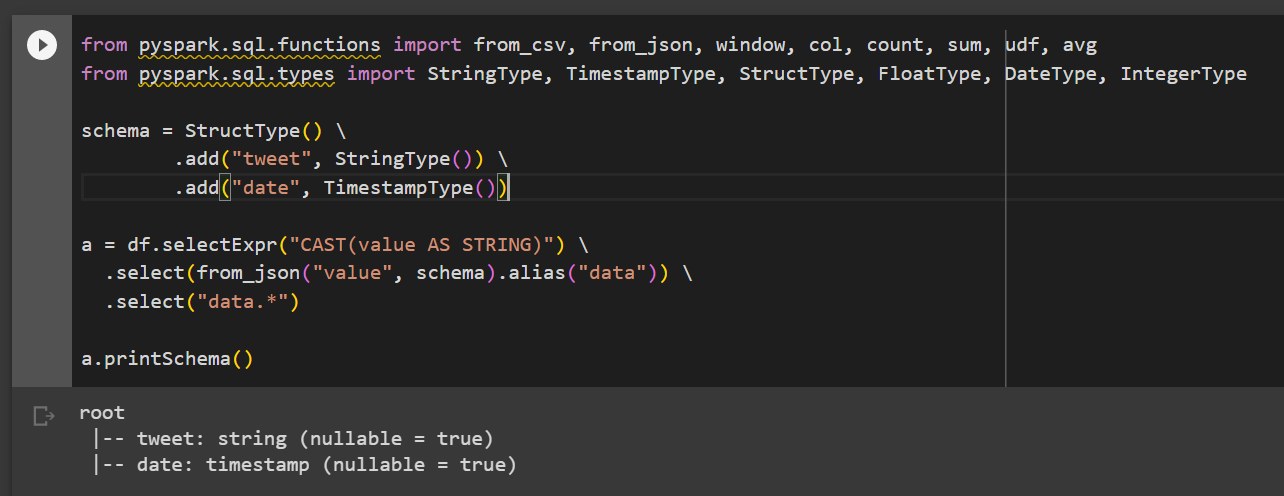 from pyspark.sql.functions import from_csv, from_json, window, col, count, sum, udf, avg
from pyspark.sql.types import StringType, TimestampType, StructType, FloatType, DateType, IntegerType
schema = StructType() \
        .add("tweet", StringType()) \
        .add("date", TimestampType())
a = df.selectExpr("CAST(value AS STRING)") \
  .select(from_json("value", schema).alias("data")) \
  .select("data.*")
a.printSchema()
root
 |-- tweet: string (nullable = true)
 |-- date: timestamp (nullable = true)